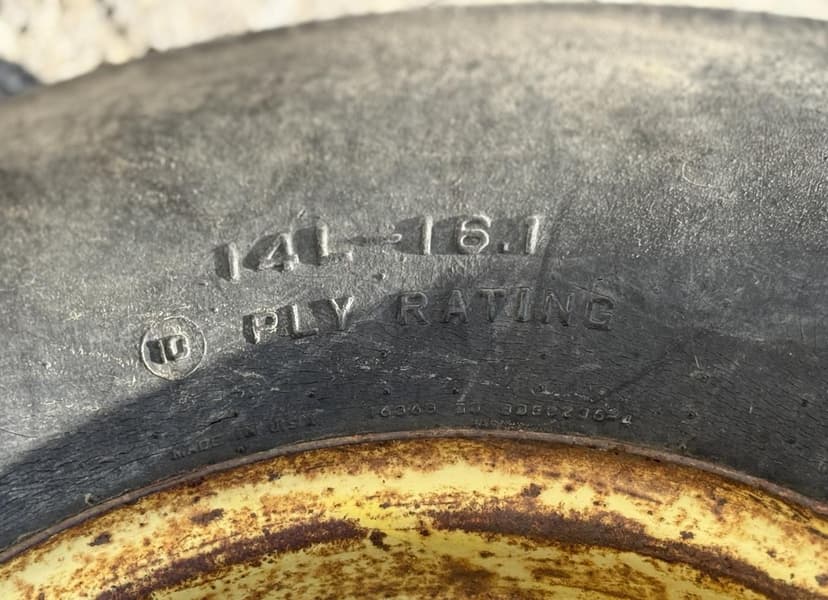 14L - 16.1
10 PLY RATING
MADE IN U.S.A.